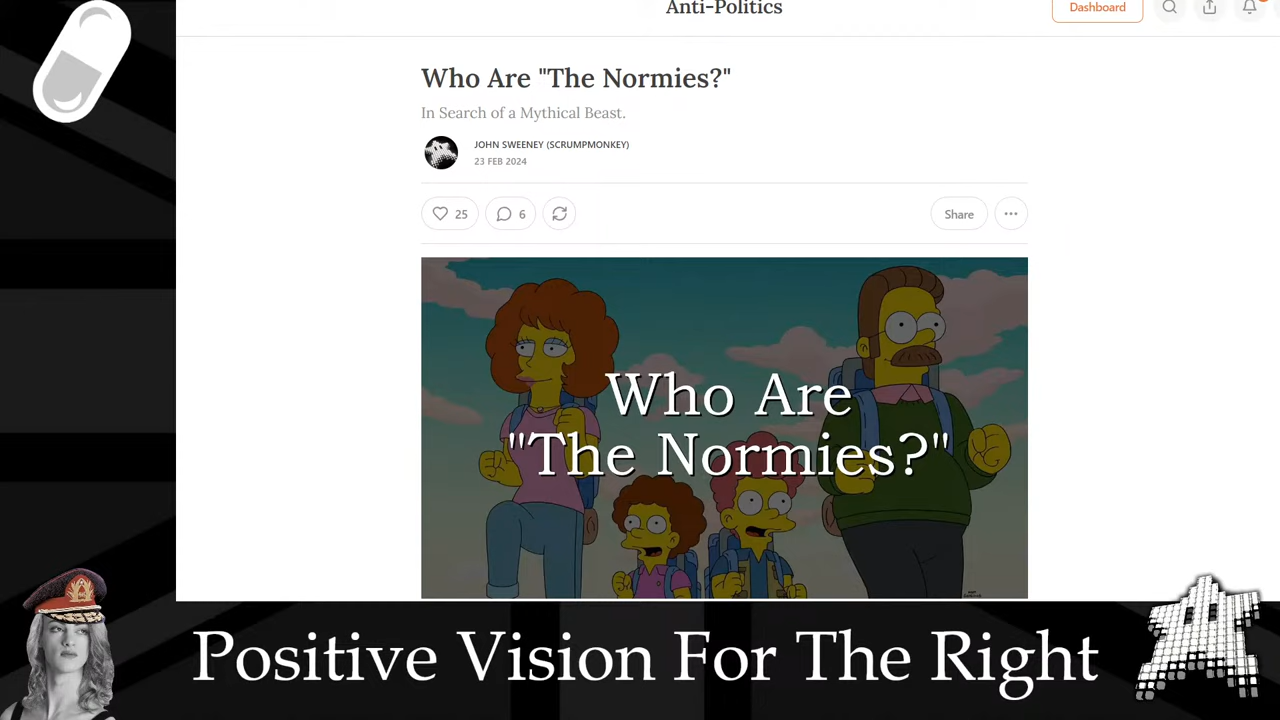 Anti-Politics
Dashboard
Who Are "The Normies?"
In Search of a Mythical Beast.
JOHN SWEENEY (SCRUMPMONKEY)
23 FEB 2024
25
6
Share
Who Are
"The Normies?"
Positive Vision For The Right